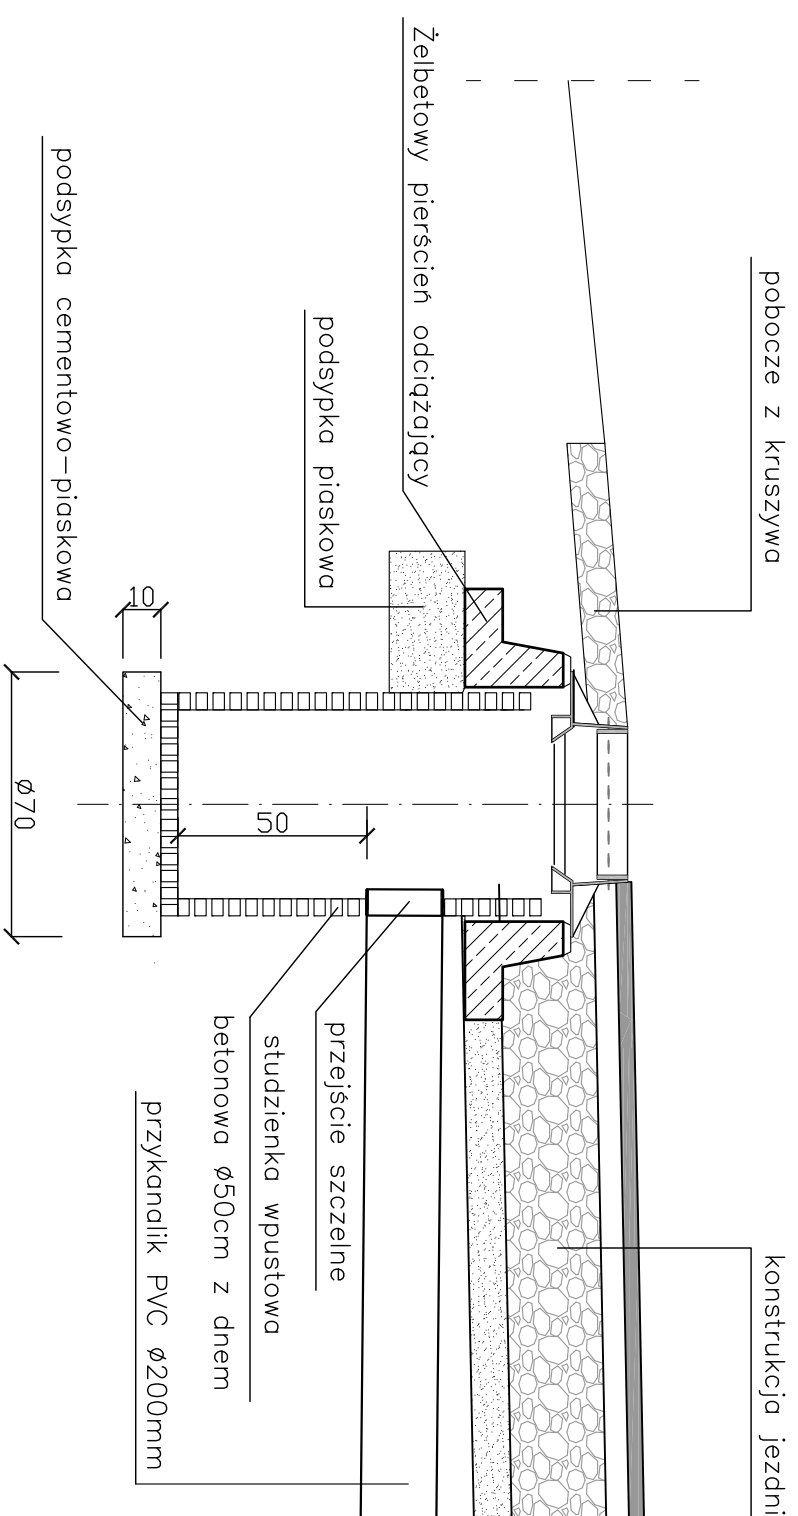 pobocze z kruszywa
konstrukcja jezdni
Żelbetowy pierścień odciążający
podsypka piaskowa
przejście szczelne
studzienka wpustowa
betonowa ø50cm z dnem
przykanalik PVC ø200mm
podsypka cementowo-piaskowa
50
10
ø70